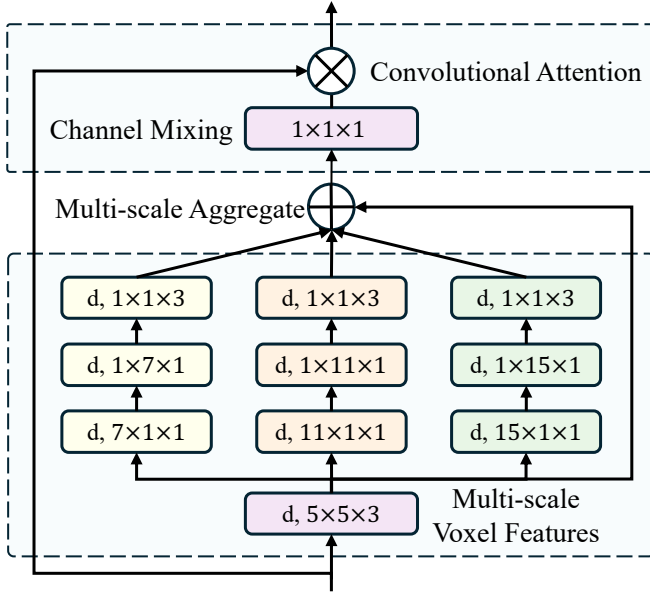 Convolutional Attention
Channel Mixing
1×1×1
Multi-scale Aggregate
d, 1×1×3
d, 1×1×3
d, 1×1×3
d, 1×7×1
d, 1×11×1
d, 1×15×1
d, 7×1×1
d, 11×1×1
d, 15×1×1
d, 5×5×3
Multi-scale
Voxel Features